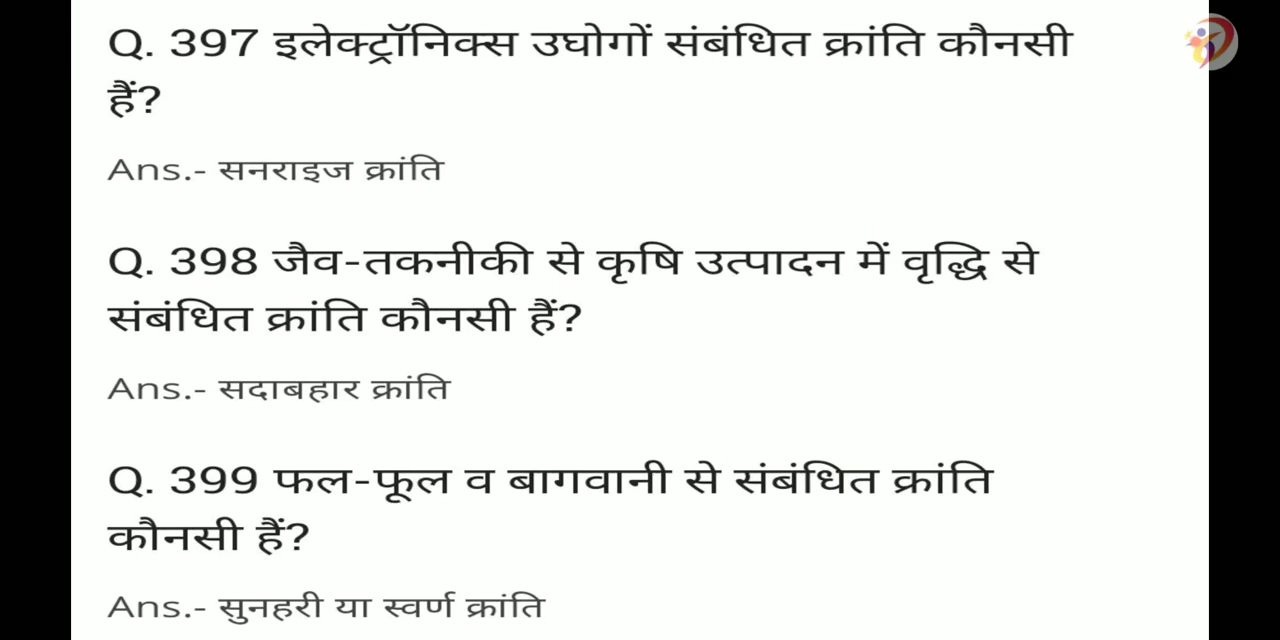 Q. 397 इलेक्ट्रॉनिक्स उघोगों संबंधित क्रांति कौनसी
हैं?
Ans.- सनराइज क्रांति
Q. 398 जैव-तकनीकी से कृषि उत्पादन में वृद्धि से
संबंधित क्रांति कौनसी हैं?
Ans.- सदाबहार क्रांति
Q. 399 फल-फूल व बागवानी से संबंधित क्रांति
कौनसी हैं?
Ans.- सुनहरी या स्वर्ण क्रांति